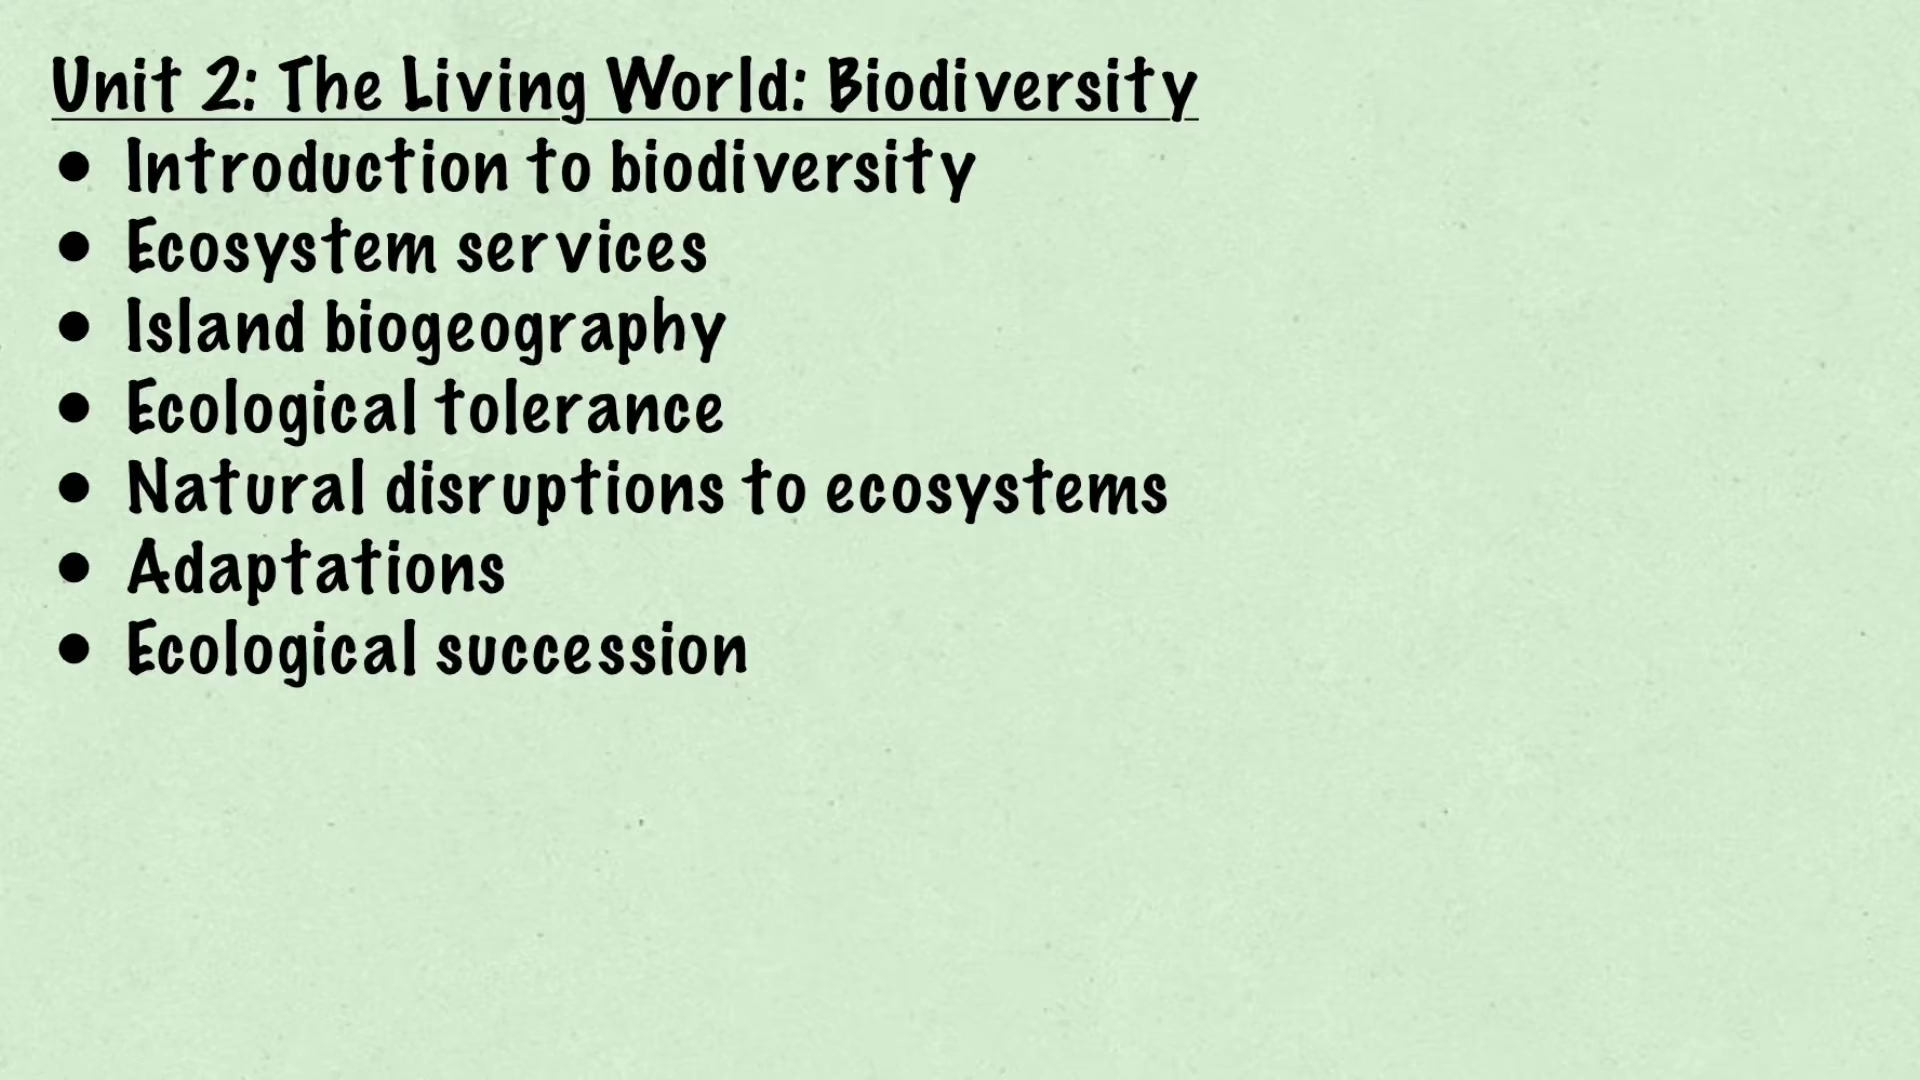 Unit 2: The Living World: Biodiversity
● Introduction to biodiversity
● Ecosystem services
● Island biogeography
● Ecological tolerance
● Natural disruptions to ecosystems
● Adaptations
● Ecological succession